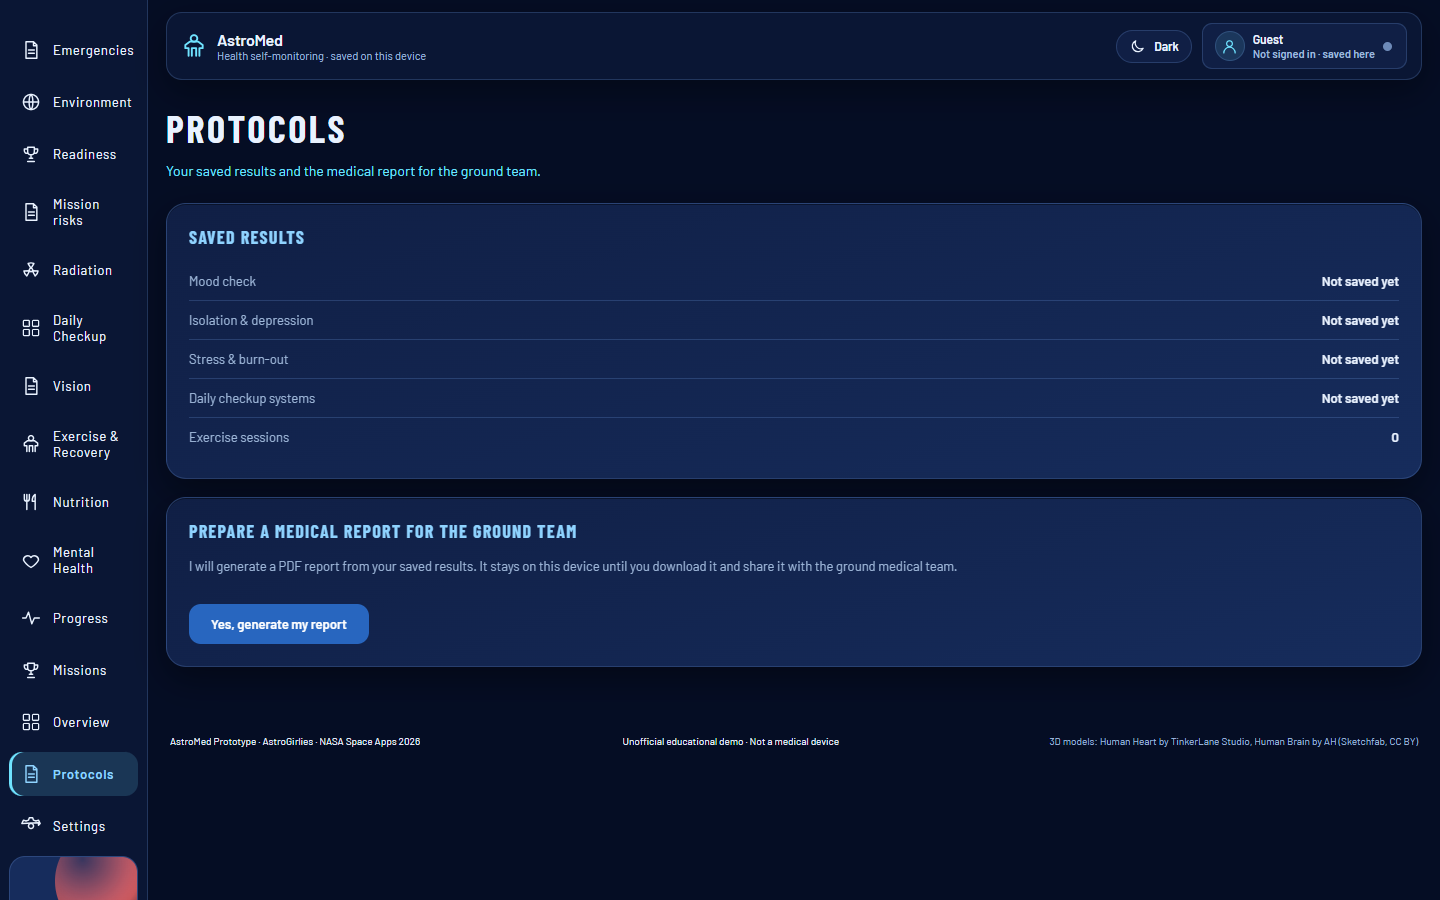 Emergencies
Environment
Readiness
Mission
risks
Radiation
Daily
Checkup
Vision
Exercise &
Recovery
Nutrition
Mental
Health
Progress
Missions
Overview
Protocols
Settings
AstroMed
Health self-monitoring · saved on this device
Dark
Guest
Not signed in · saved here
PROTOCOLS
Your saved results and the medical report for the ground team.
SAVED RESULTS
Mood check Not saved yet
Isolation & depression Not saved yet
Stress & burn-out Not saved yet
Daily checkup systems Not saved yet
Exercise sessions 0
PREPARE A MEDICAL REPORT FOR THE GROUND TEAM
I will generate a PDF report from your saved results. It stays on this device until you download it and share it with the ground medical team.
Yes, generate my report
AstroMed Prototype · AstroGirlies · NASA Space Apps 2026
Unofficial educational demo · Not a medical device
3D models: Human Heart by TinkerLane Studio, Human Brain by AH (Sketchfab, CC BY)